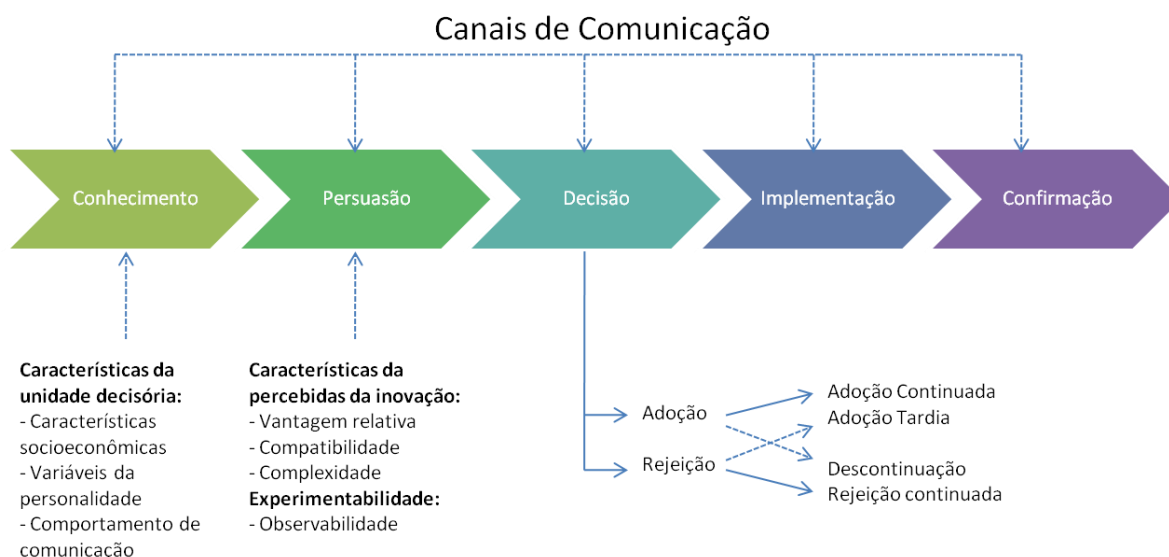 Canais de Comunicação
Conhecimento
Persuasão
Decisão
Implementação
Confirmação
Características da
unidade decisória:
- Características
socioeconômicas
- Variáveis da
personalidade
- Comportamento de
comunicação
Características da
percebidas da inovação:
- Vantagem relativa
- Compatibilidade
- Complexidade
Experimentabilidade:
- Observabilidade
Adoção
Rejeição
Adoção Continuada
Adoção Tardia
Descontinuação
Rejeição continuada